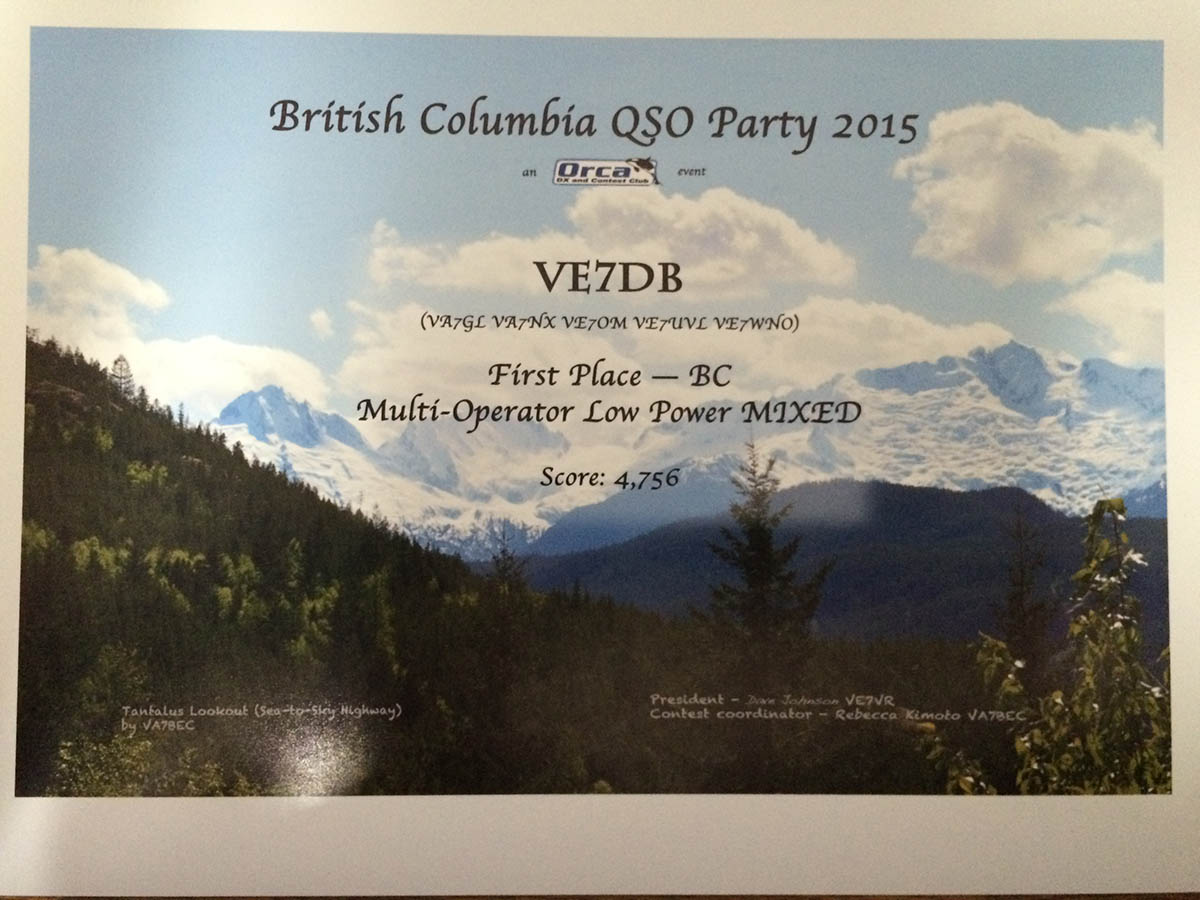 British Columbia QSO Party 2015
an Orca event
DX and Contest Club
VE7DB
(VA7GL VA7NX VE7OM VE7UVL VE7WNO)
First Place — BC
Multi-Operator Low Power MIXED
Score: 4,756
Tantalus Lookout (Sea-to-Sky Highway)
by VA7BEC
President – Dave Johnson VE7VR
Contest coordinator – Rebecca Kimoto VA7BEC